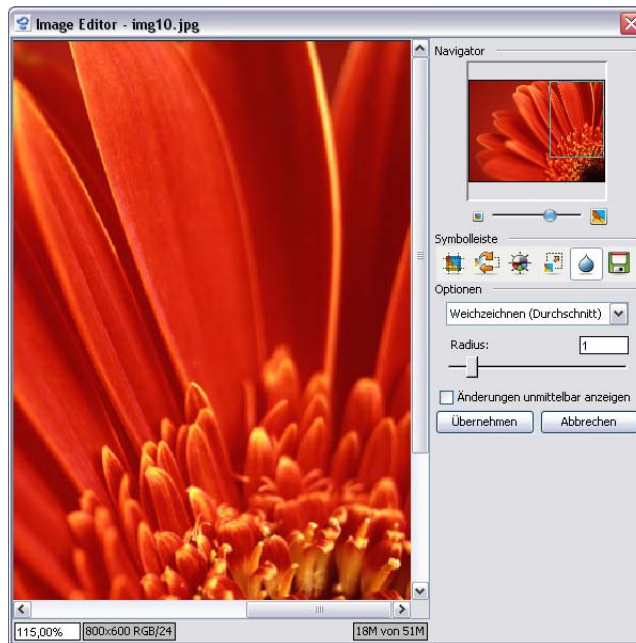 Image Editor - img10.jpg
Navigator
Symbolleiste
Optionen
Weichzeichnen (Durchschnitt)
Radius: 1
Änderungen unmittelbar anzeigen
Übernehmen Abbrechen
115,00% 800x600 RGB/24 18M von 51M